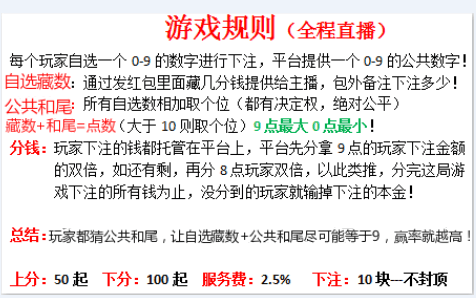 游戏规则（全程直播）
每个玩家自选一个 0-9 的数字进行下注，平台提供一个 0-9 的公共数字！
自选藏数：通过发红包里面藏几分钱提供给主播，包外备注下注多少！
公共和尾：所有自选数相加取个位（都有决定权，绝对公平）
藏数+和尾=点数（大于 10 则取个位）9 点最大 0 点最小！
分钱：玩家下注的钱都托管在平台上，平台先分拿 9 点的玩家下注金额
的双倍，如还有剩，再分 8 点玩家双倍，以此类推，分完这局游
戏下注的所有钱为止，没分到的玩家就输掉下注的本金！
总结：玩家都猜公共和尾，让自选藏数+公共和尾尽可能等于9，赢率就越高！
上分：50 起 下分：100 起 服务费：2.5% 下注：10 块---不封顶